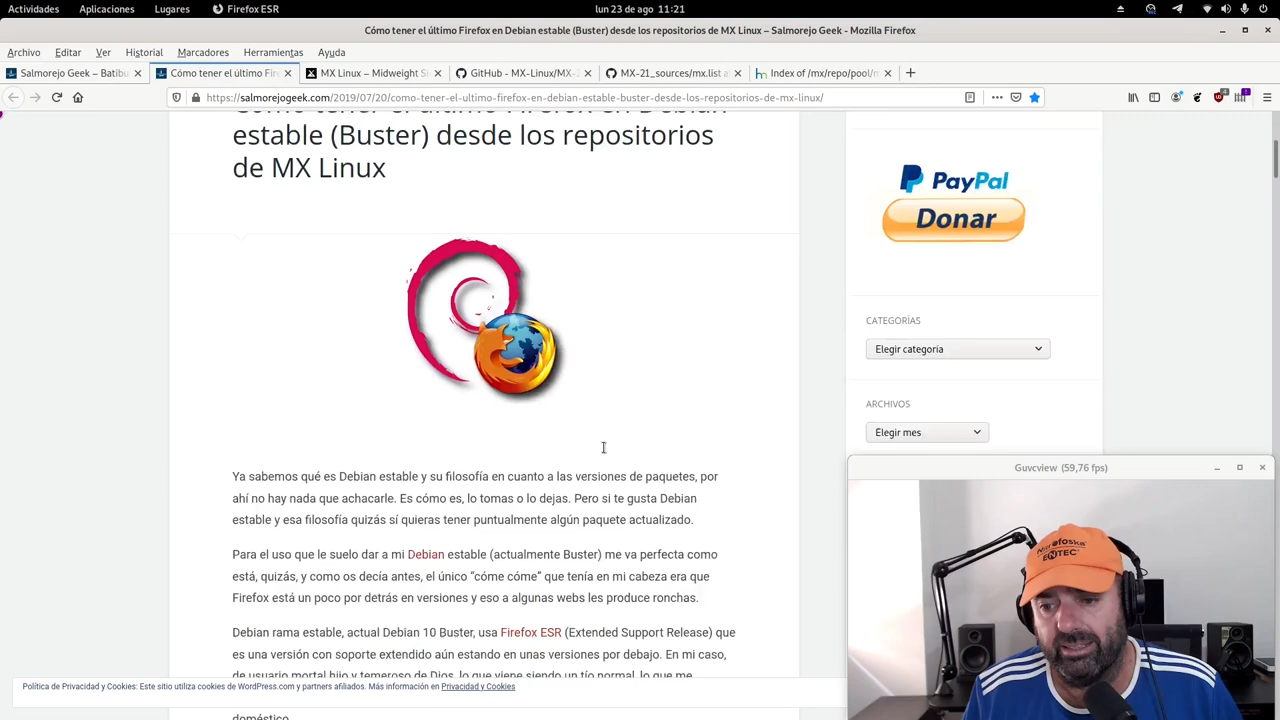 Actividades Aplicaciones Lugares Firefox ESR lun 23 de ago 11:21
Cómo tener el último Firefox en Debian estable (Buster) desde los repositorios de MX Linux – Salmorejo Geek - Mozilla Firefox
Archivo Editar Ver Historial Marcadores Herramientas Ayuda
Salmorejo Geek – Batibu Cómo tener el último Fire MX Linux – Midweight Si GitHub - MX-Linux/MX-2 MX-21_sources/mx.list a Index of /mx/repo/pool/m
https://salmorejogeek.com/2019/07/20/como-tener-el-ultimo-firefox-en-debian-estable-buster-desde-los-repositorios-de-mx-linux/
Cómo tener el último Firefox en Debian
estable (Buster) desde los repositorios
de MX Linux
Ya sabemos qué es Debian estable y su filosofía en cuanto a las versiones de paquetes, por
ahí no hay nada que achacarle. Es cómo es, lo tomas o lo dejas. Pero si te gusta Debian
estable y esa filosofía quizás sí quieras tener puntualmente algún paquete actualizado.
Para el uso que le suelo dar a mi Debian estable (actualmente Buster) me va perfecta como
está, quizás, y como os decía antes, el único “cóme cóme” que tenía en mi cabeza era que
Firefox está un poco por detrás en versiones y eso a algunas webs les produce ronchas.
Debian rama estable, actual Debian 10 Buster, usa Firefox ESR (Extended Support Release) que
es una versión con soporte extendido aún estando en unas versiones por debajo. En mi caso,
de usuario mortal hijo y temeroso de Dios, lo que viene siendo un tío normal, lo que me
doméstico.
Política de Privacidad y Cookies: Este sitio utiliza cookies de WordPress.com y partners afiliados. Más información en Privacidad y Cookies
PayPal
Donar
CATEGORÍAS
Elegir categoría
ARCHIVOS
Elegir mes
Guvcview (59,76 fps)
ENTEC